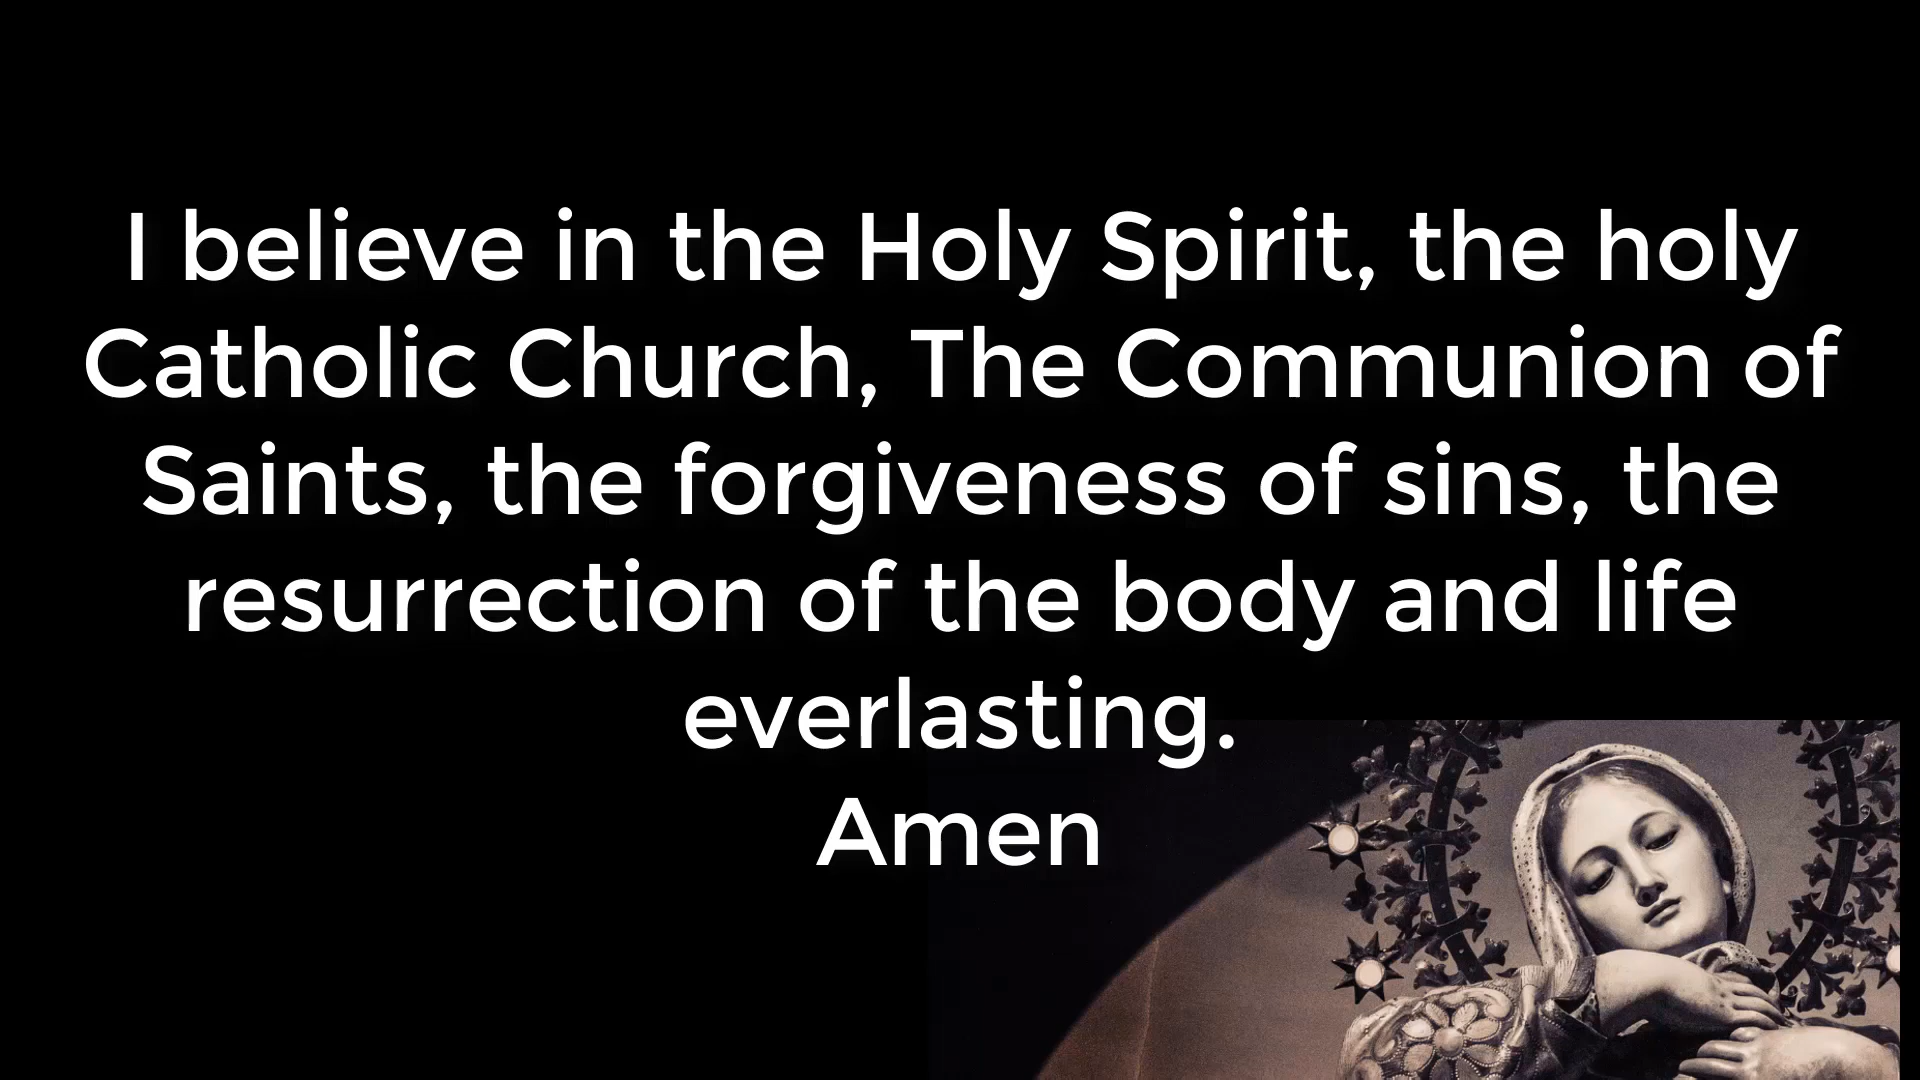 I believe in the Holy Spirit, the holy
Catholic Church, The Communion of
Saints, the forgiveness of sins, the
resurrection of the body and life
everlasting.
Amen